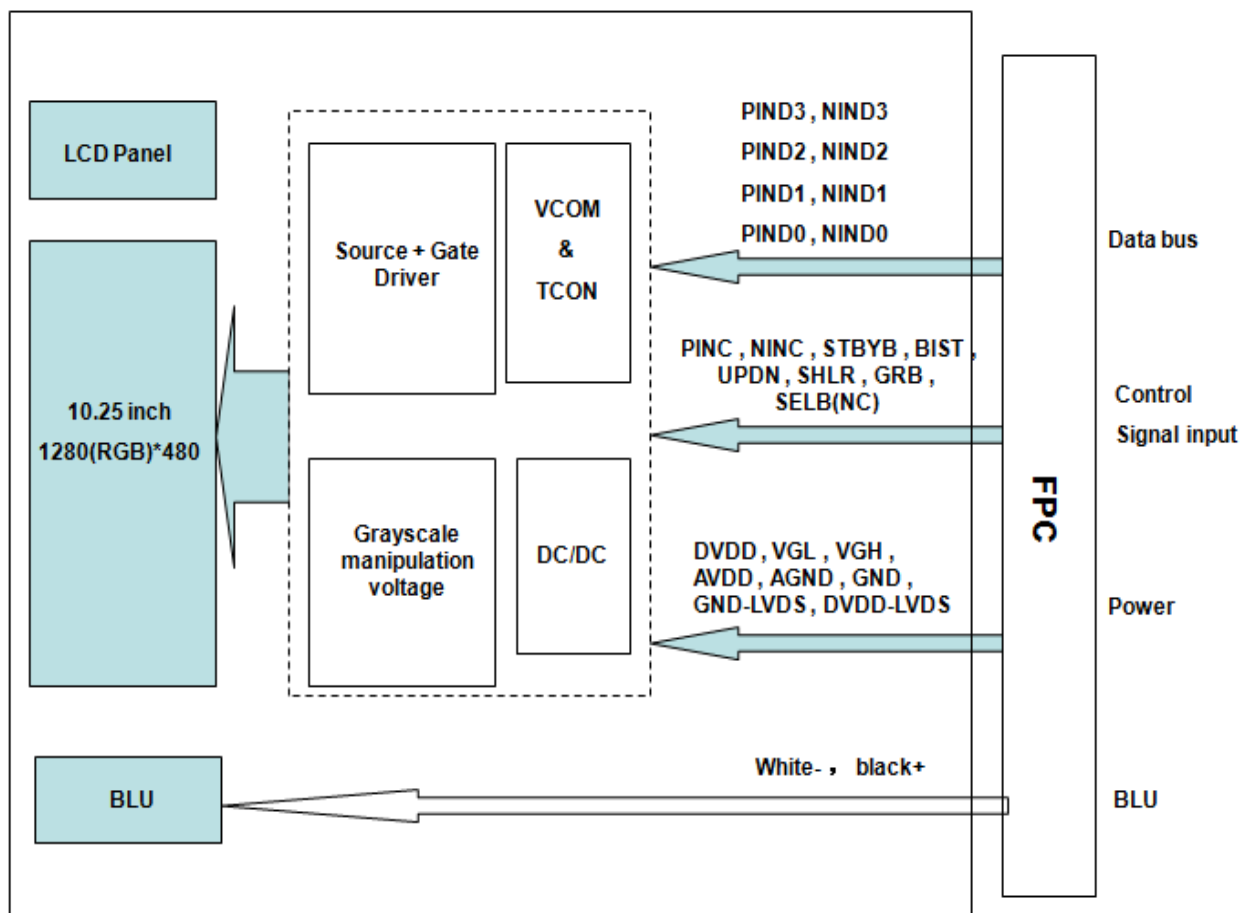 LCD Panel
10.25 inch
1280(RGB)*480
BLU
Source + Gate
Driver
VCOM
&
TCON
Grayscale
manipulation
voltage
DC/DC
PIND3 , NIND3
PIND2 , NIND2
PIND1 , NIND1
PIND0 , NIND0
PINC , NINC , STBYB , BIST ,
UPDN , SHLR , GRB ,
SELB(NC)
DVDD , VGL , VGH ,
AVDD , AGND , GND ,
GND-LVDS , DVDD-LVDS
White- ， black+
FPC
Data bus
Control
Signal input
Power
BLU